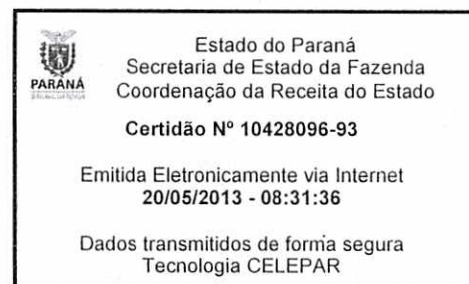 Estado do Paraná
Secretaria de Estado da Fazenda
Coordenação da Receita do Estado
PARANÁ
Certidão Nº 10428096-93
Emitida Eletronicamente via Internet
20/05/2013 - 08:31:36
Dados transmitidos de forma segura
Tecnologia CELEPAR